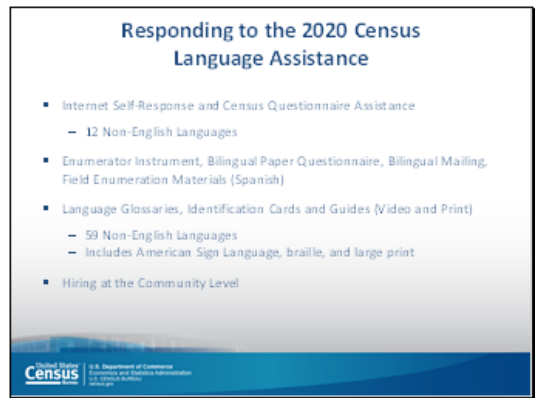 Responding to the 2020 Census
Language Assistance
▪ Internet Self-Response and Census Questionnaire Assistance
– 12 Non-English Languages
▪ Enumerator Instrument, Bilingual Paper Questionnaire, Bilingual Mailing,
Field Enumeration Materials (Spanish)
▪ Language Glossaries, Identification Cards and Guides (Video and Print)
– 59 Non-English Languages
– Includes American Sign Language, braille, and large print
▪ Hiring at the Community Level
United States
Census
Bureau
U.S. Department of Commerce
Economics and Statistics Administration
U.S. CENSUS BUREAU
census.gov